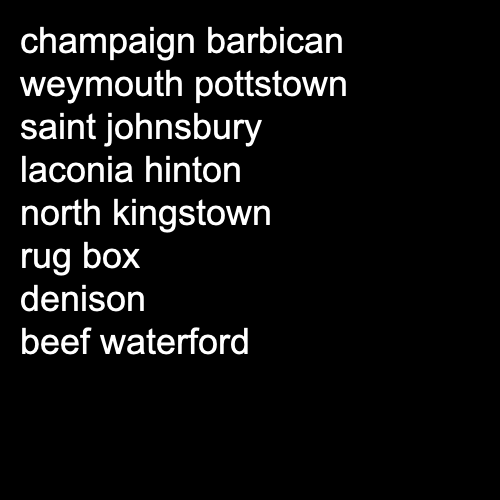 champaign barbican
weymouth pottstown
saint johnsbury
laconia hinton
north kingstown
rug box
denison
beef waterford